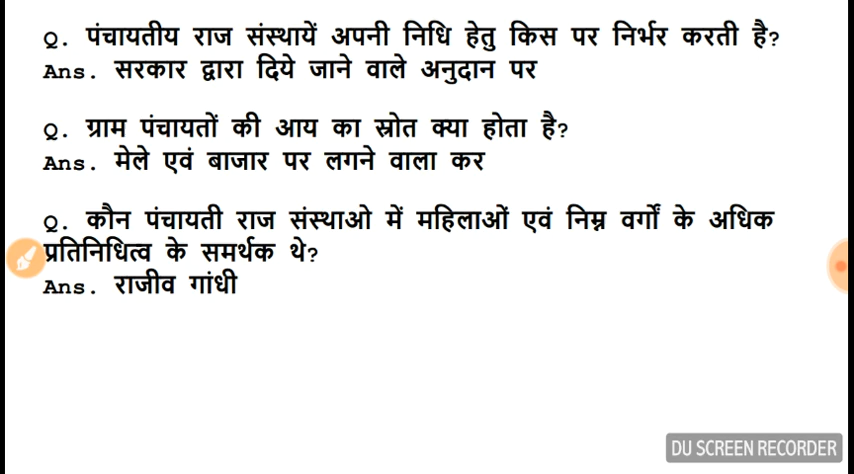 Q. पंचायतीय राज संस्थायें अपनी निधि हेतु किस पर निर्भर करती है?
Ans. सरकार द्वारा दिये जाने वाले अनुदान पर
Q. ग्राम पंचायतों की आय का स्रोत क्या होता है?
Ans. मेले एवं बाजार पर लगने वाला कर
Q. कौन पंचायती राज संस्थाओ में महिलाओं एवं निम्न वर्गों के अधिक
प्रतिनिधित्व के समर्थक थे?
Ans. राजीव गांधी
DU SCREEN RECORDER